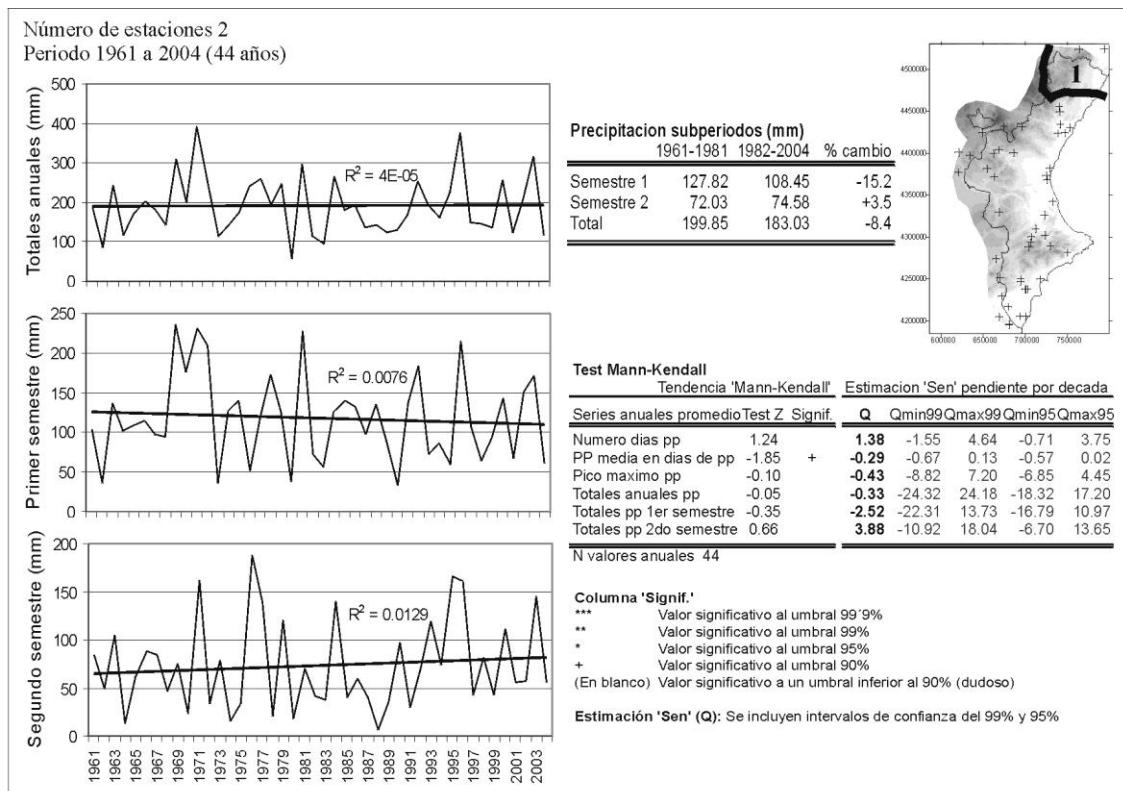 Número de estaciones 2
Periodo 1961 a 2004 (44 años)
Totales anuales (mm)
500
400
300
200
100
0
R² = 4E-05
Primer semestre (mm)
250
200
150
100
50
0
R² = 0.0076
Segundo semestre (mm)
200
150
100
50
0
R² = 0.0129
1961 1963 1965 1967 1969 1971 1973 1975 1977 1979 1981 1983 1985 1987 1989 1991 1993 1995 1997 1999 2001 2003
Precipitacion subperiodos (mm)
1961-1981 1982-2004 % cambio
Semestre 1 127.82 108.45 -15.2
Semestre 2 72.03 74.58 +3.5
Total 199.85 183.03 -8.4
1
4500000
4450000
4400000
4350000
4300000
4250000
4200000
600000 650000 700000 750000
Test Mann-Kendall
Tendencia 'Mann-Kendall' Estimacion 'Sen' pendiente por decada
Series anuales promedio Test Z Signif. Q Qmin99 Qmax99 Qmin95 Qmax95
Numero dias pp 1.24 1.38 -1.55 4.64 -0.71 3.75
PP media en dias de pp -1.85 + -0.29 -0.67 0.13 -0.57 0.02
Pico maximo pp -0.10 -0.43 -8.82 7.20 -6.85 4.45
Totales anuales pp -0.05 -0.33 -24.32 24.18 -18.32 17.20
Totales pp 1er semestre -0.35 -2.52 -22.31 13.73 -16.79 10.97
Totales pp 2do semestre 0.66 3.88 -10.92 18.04 -6.70 13.65
N valores anuales 44
Columna 'Signif.'
*** Valor significativo al umbral 99´9%
** Valor significativo al umbral 99%
* Valor significativo al umbral 95%
+ Valor significativo al umbral 90%
(En blanco) Valor significativo a un umbral inferior al 90% (dudoso)
Estimación 'Sen' (Q): Se incluyen intervalos de confianza del 99% y 95%